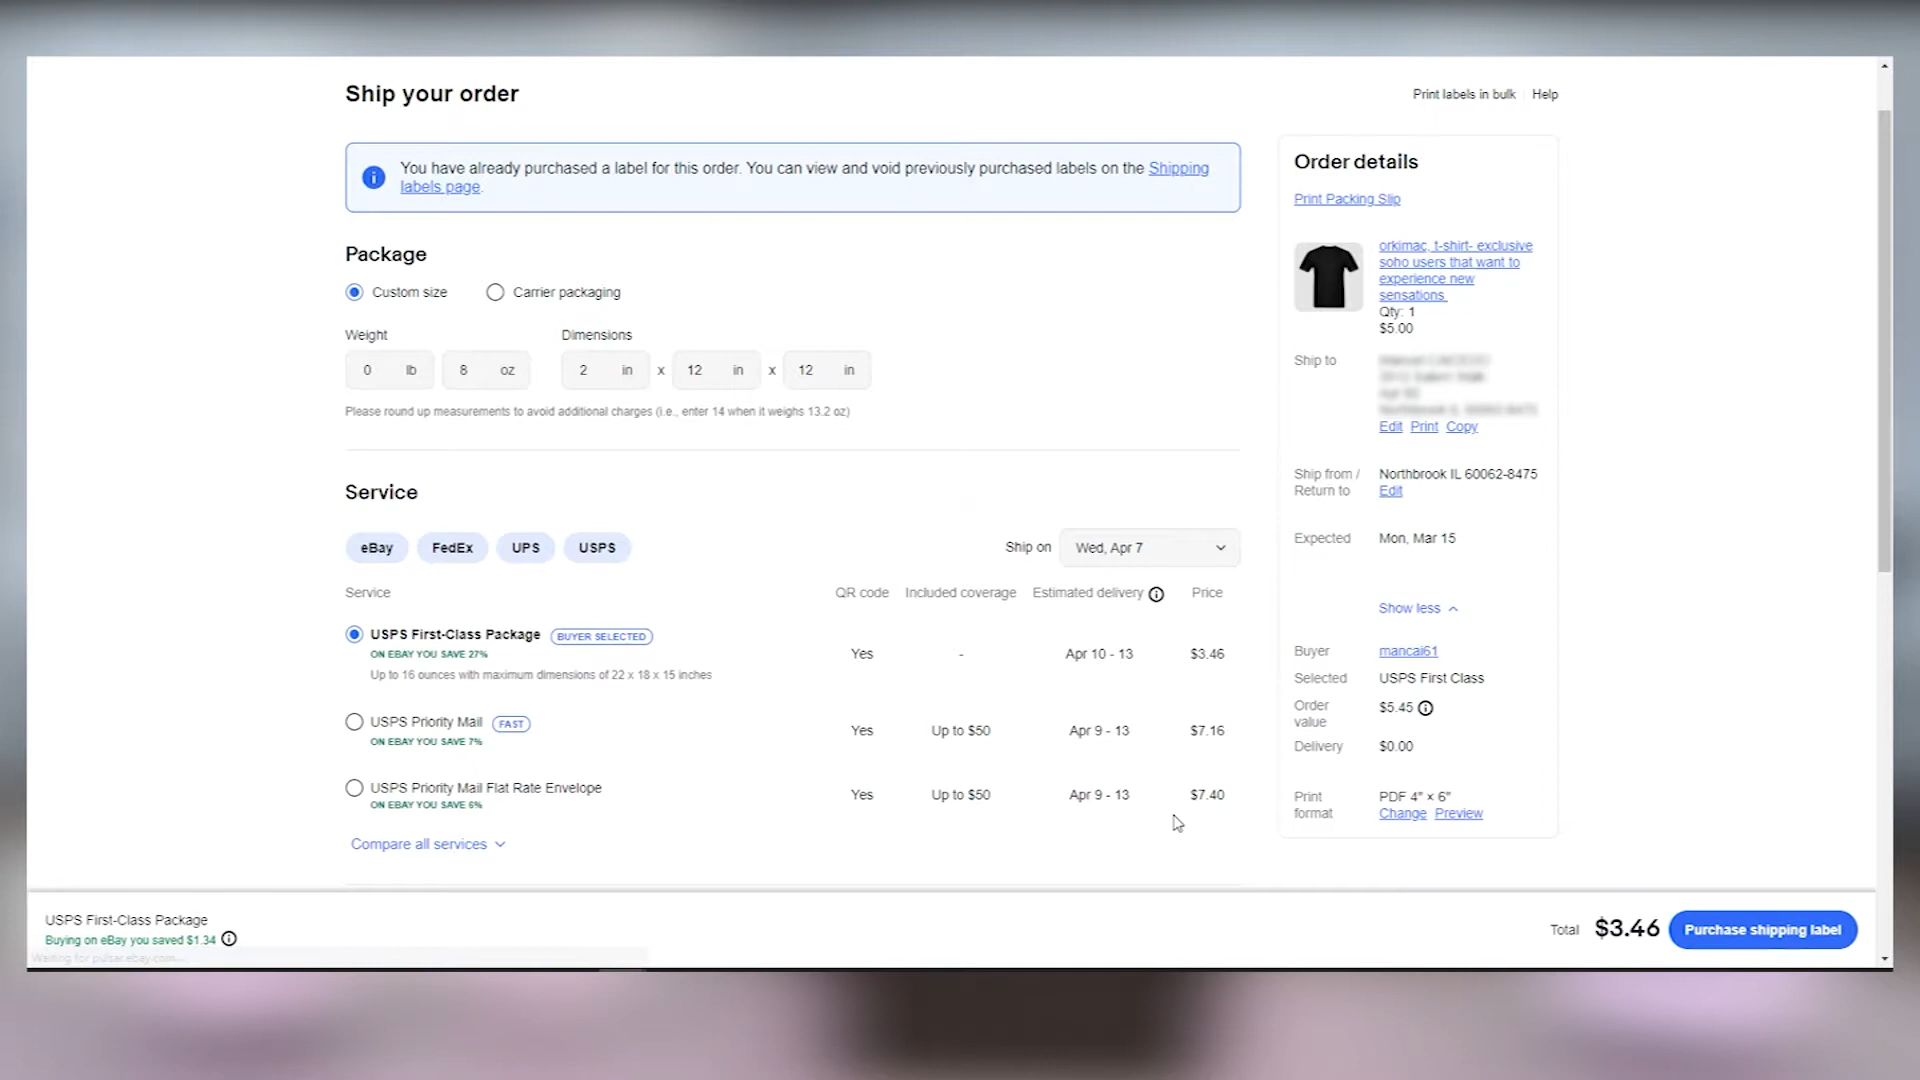 Ship your order
Print labels in bulk
Help
You have already purchased a label for this order. You can view and void previously purchased labels on the Shipping
labels page.
Package
Custom size
Carrier packaging
Weight
Dimensions
0 lb
8 oz
2 in x 12 in x 12 in
Please round up measurements to avoid additional charges (i.e., enter 14 when it weighs 13.2 oz)
Service
eBay
FedEx
UPS
USPS
Ship on
Wed, Apr 7
Service
QR code
Included coverage
Estimated delivery
Price
USPS First-Class Package
BUYER SELECTED
ON EBAY YOU SAVE 27%
Up to 16 ounces with maximum dimensions of 22 x 18 x 15 inches
Yes
-
Apr 10 - 13
$3.46
USPS Priority Mail
FAST
ON EBAY YOU SAVE 7%
Yes
Up to $50
Apr 9 - 13
$7.16
USPS Priority Mail Flat Rate Envelope
ON EBAY YOU SAVE 6%
Yes
Up to $50
Apr 9 - 13
$7.40
Compare all services
Order details
Print Packing Slip
orkimac, t-shirt- exclusive
soho users that want to
experience new
sensations
Qty: 1
$5.00
Ship to
Edit Print Copy
Ship from /
Return to
Northbrook IL 60062-8475
Edit
Expected
Mon, Mar 15
Show less
Buyer
mancai61
Selected
USPS First Class
Order
value
$5.45
Delivery
$0.00
Print
format
PDF 4" x 6"
Change Preview
USPS First-Class Package
Buying on eBay you saved $1.34
Waiting for pulsar.ebay.com...
Total
$3.46
Purchase shipping label